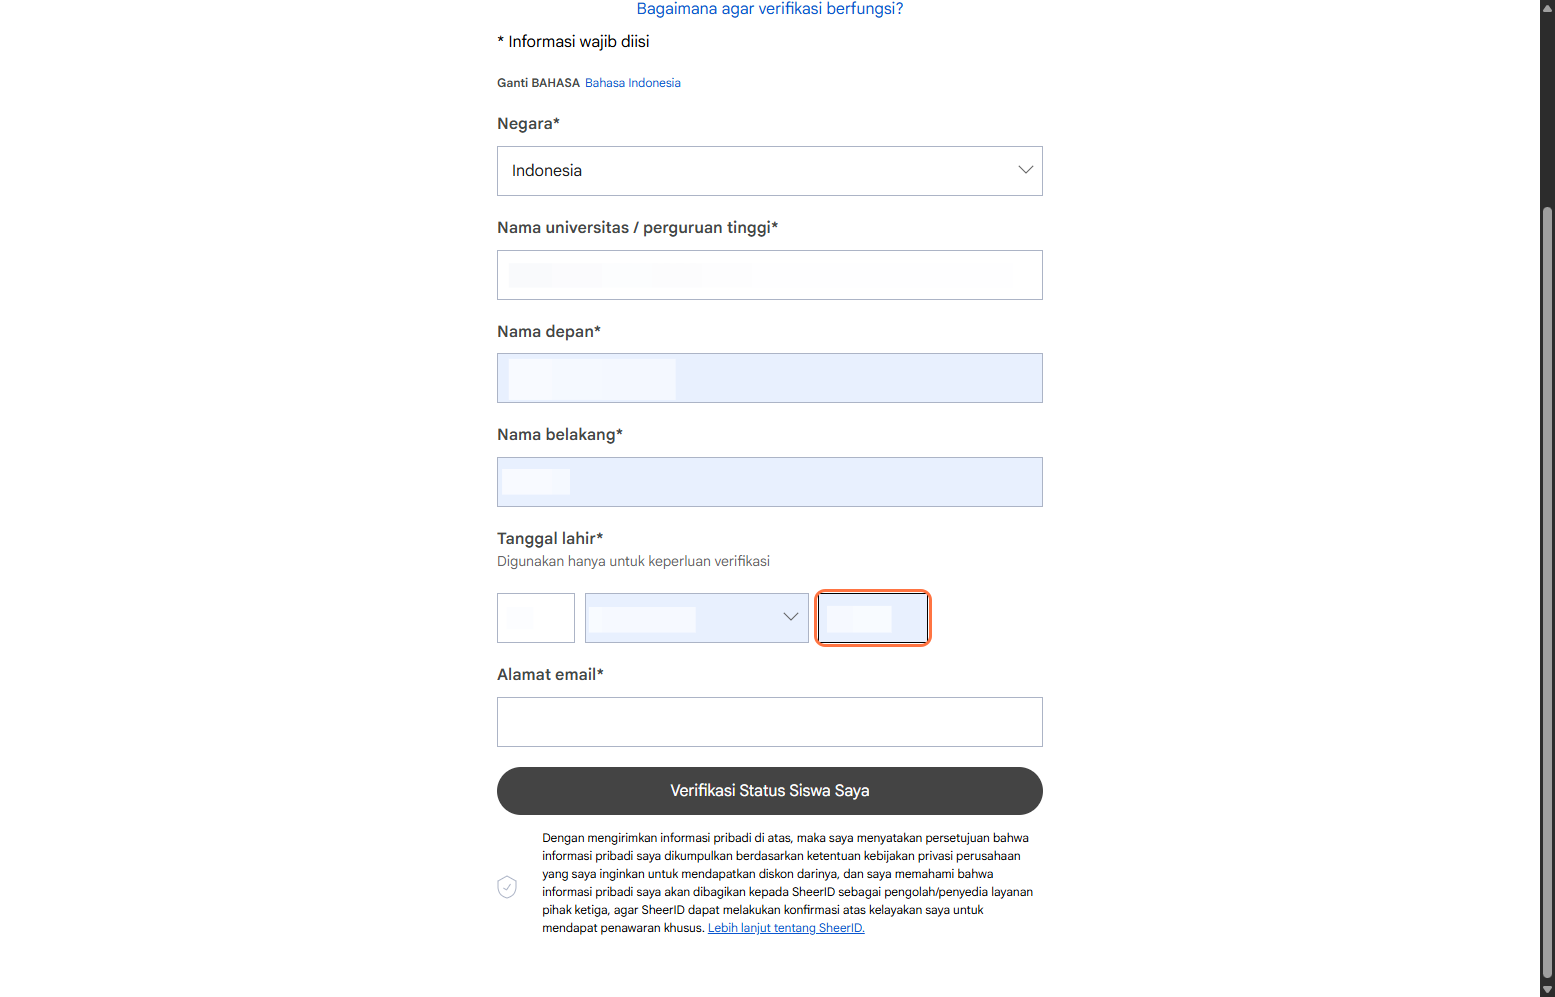 Bagaimana agar verifikasi berfungsi?
* Informasi wajib diisi
Ganti BAHASA Bahasa Indonesia
Negara*
Indonesia
Nama universitas / perguruan tinggi*
Nama depan*
Nama belakang*
Tanggal lahir*
Digunakan hanya untuk keperluan verifikasi
Alamat email*
Verifikasi Status Siswa Saya
Dengan mengirimkan informasi pribadi di atas, maka saya menyatakan persetujuan bahwa
informasi pribadi saya dikumpulkan berdasarkan ketentuan kebijakan privasi perusahaan
yang saya inginkan untuk mendapatkan diskon darinya, dan saya memahami bahwa
informasi pribadi saya akan dibagikan kepada SheerID sebagai pengolah/penyedia layanan
pihak ketiga, agar SheerID dapat melakukan konfirmasi atas kelayakan saya untuk
mendapat penawaran khusus. Lebih lanjut tentang SheerID.